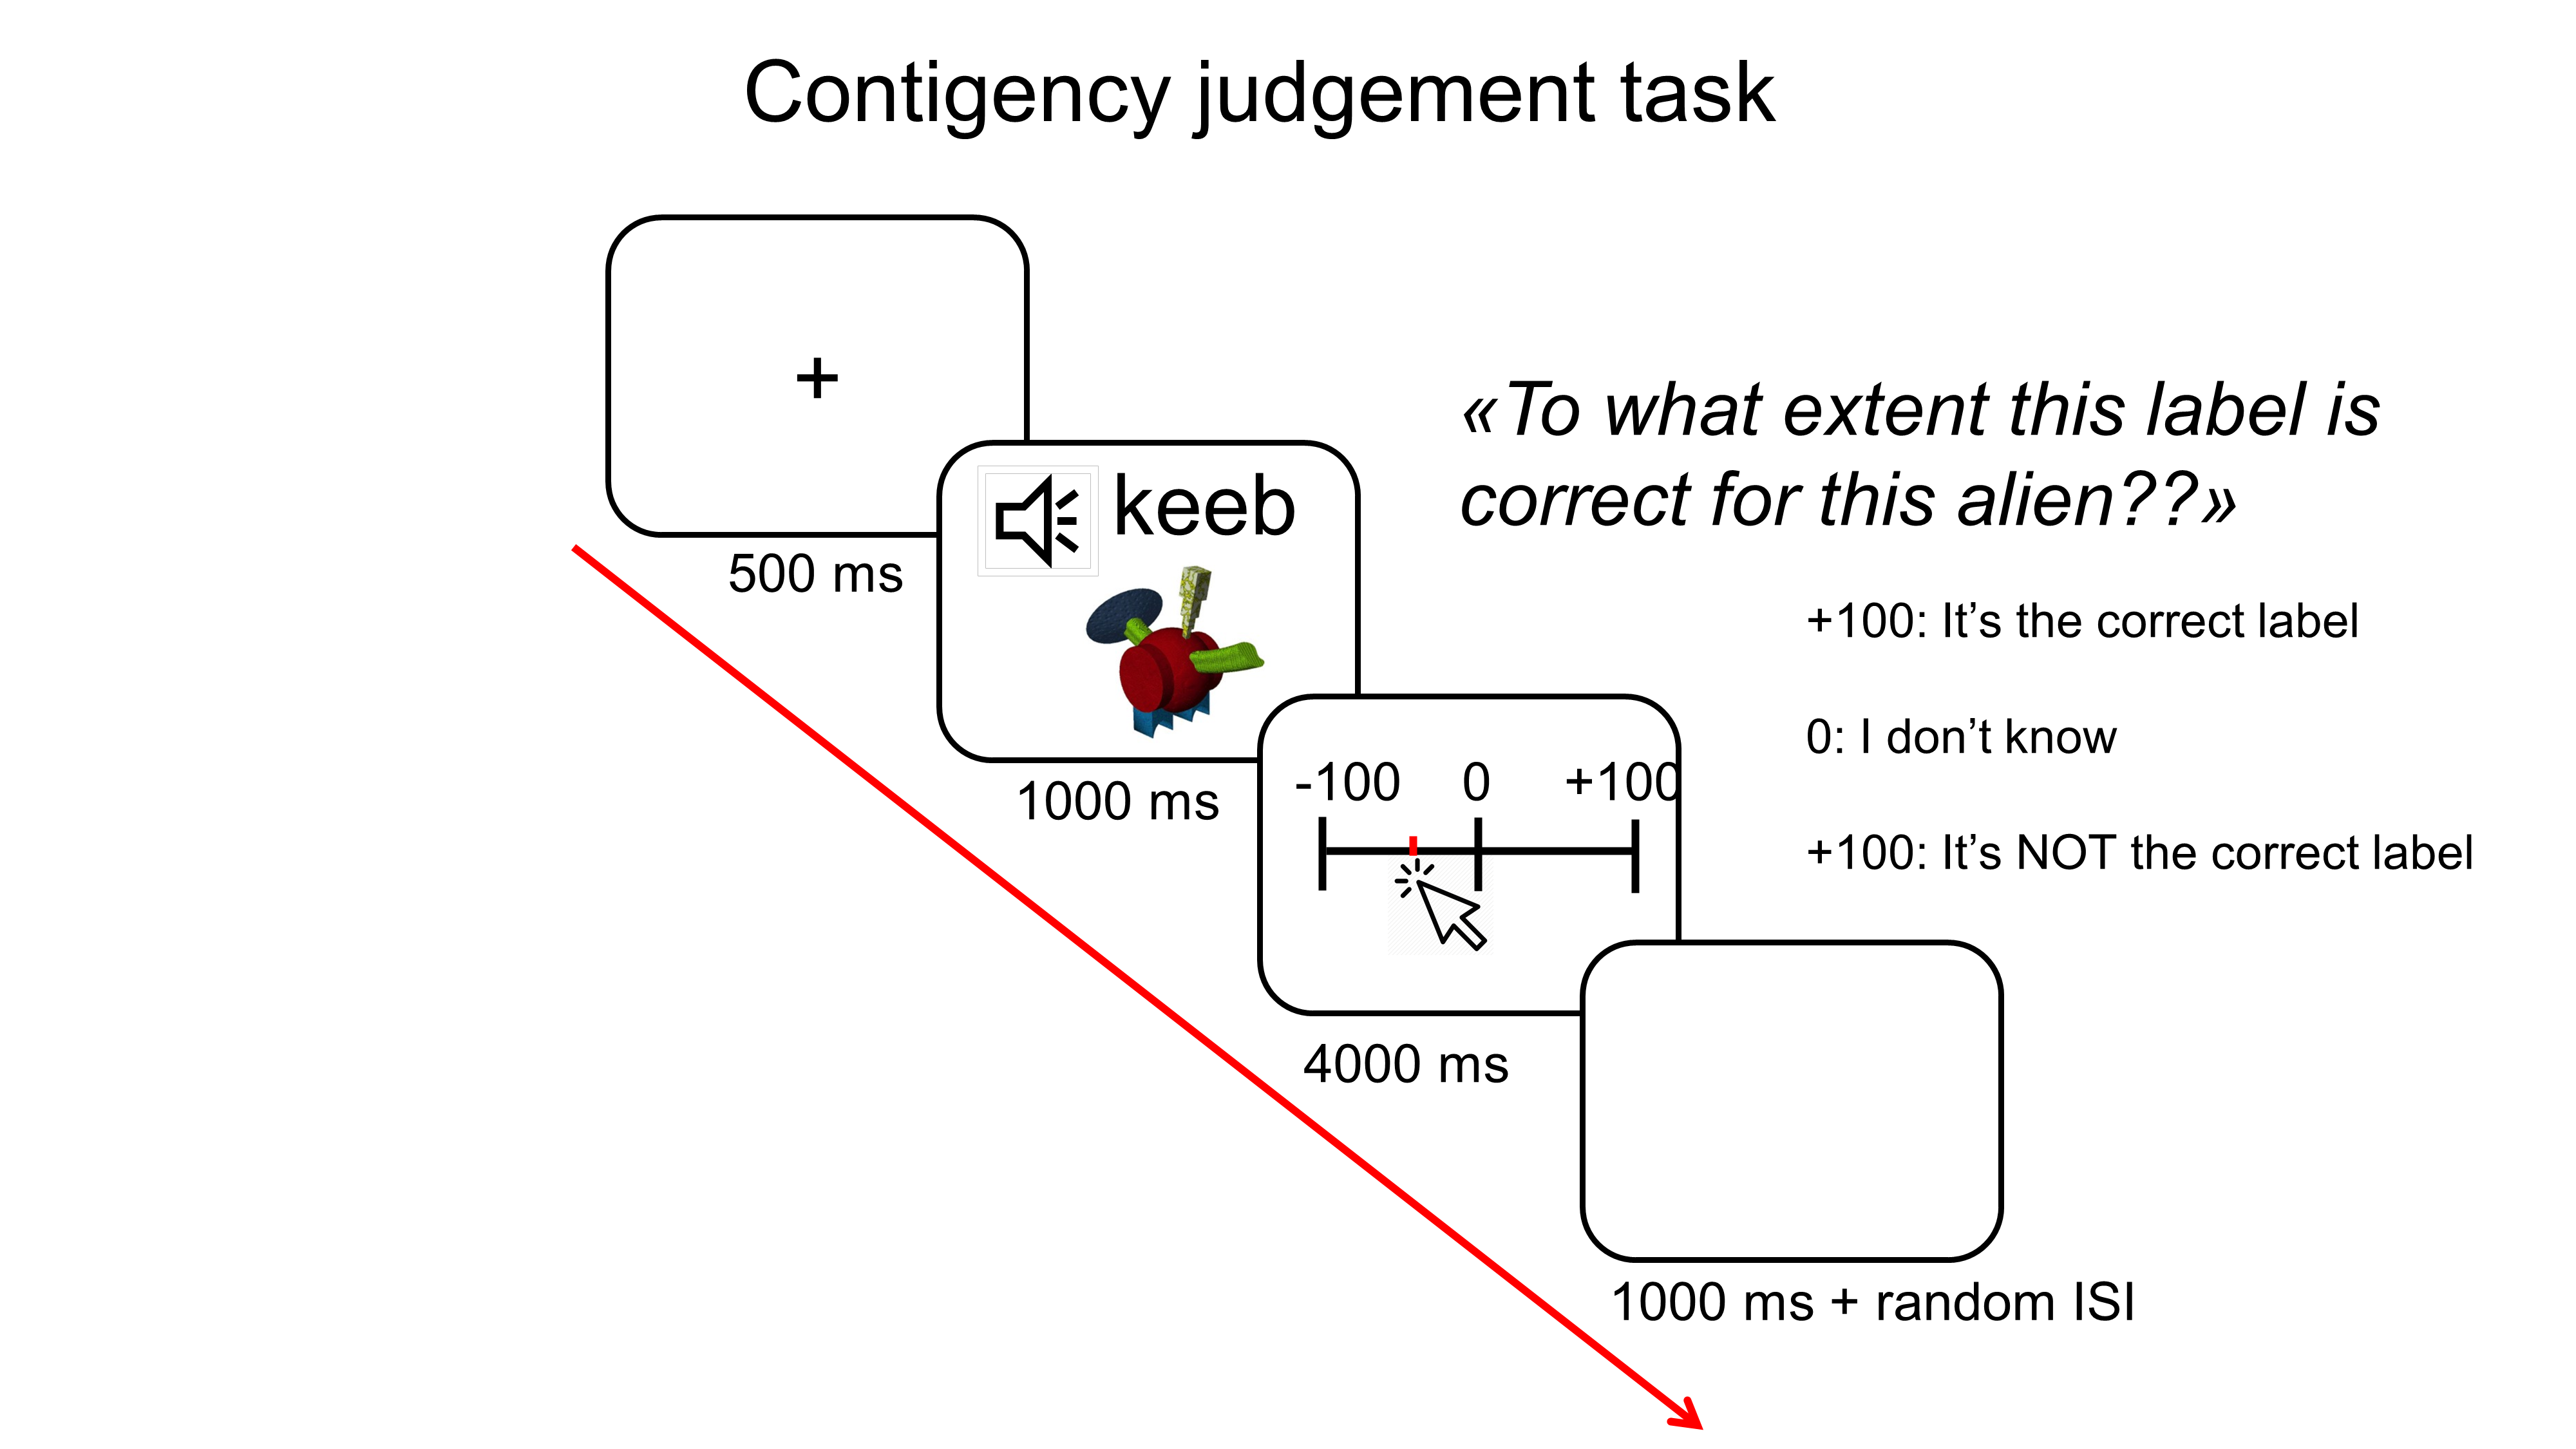 Contigency judgement task
+
500 ms
keeb
1000 ms
«To what extent this label is
correct for this alien??»
+100: It’s the correct label
0: I don’t know
+100: It’s NOT the correct label
-100 0 +100
4000 ms
1000 ms + random ISI